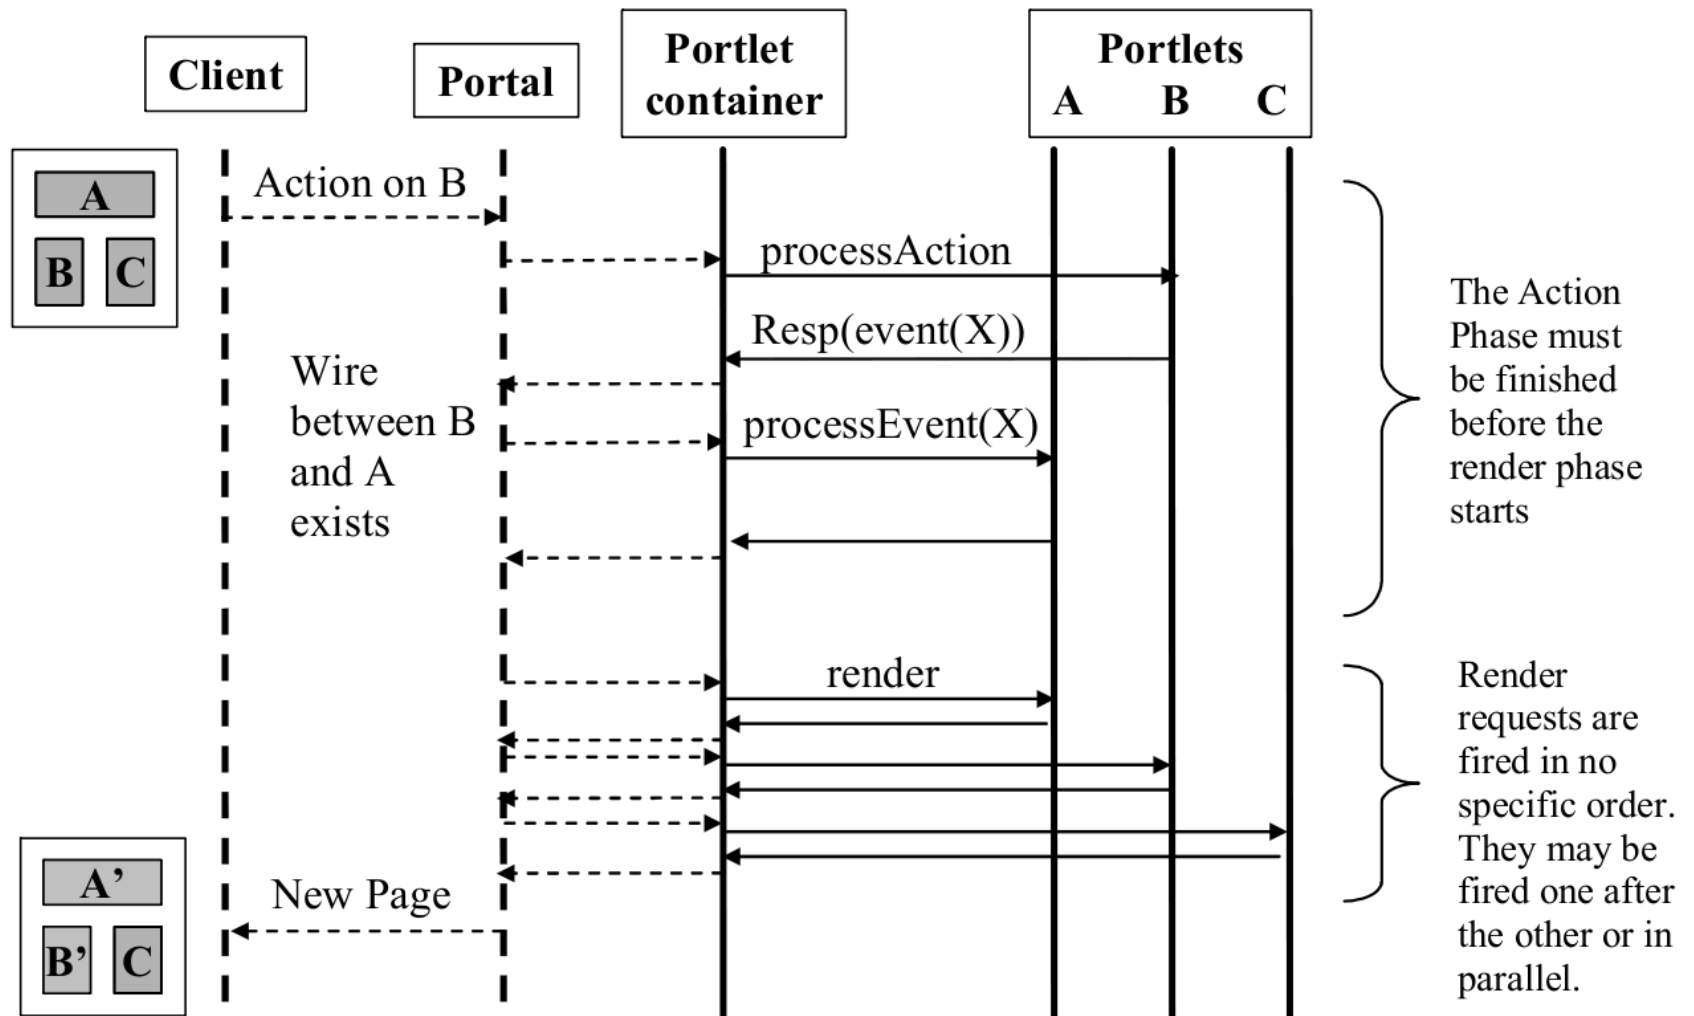 Client
Portal
Portlet
container
Portlets
A B C
A
B C
Action on B
processAction
Resp(event(X))
Wire
between B
and A
exists
processEvent(X)
The Action
Phase must
be finished
before the
render phase
starts
render
Render
requests are
fired in no
specific order.
They may be
fired one after
the other or in
parallel.
A’
B’ C
New Page